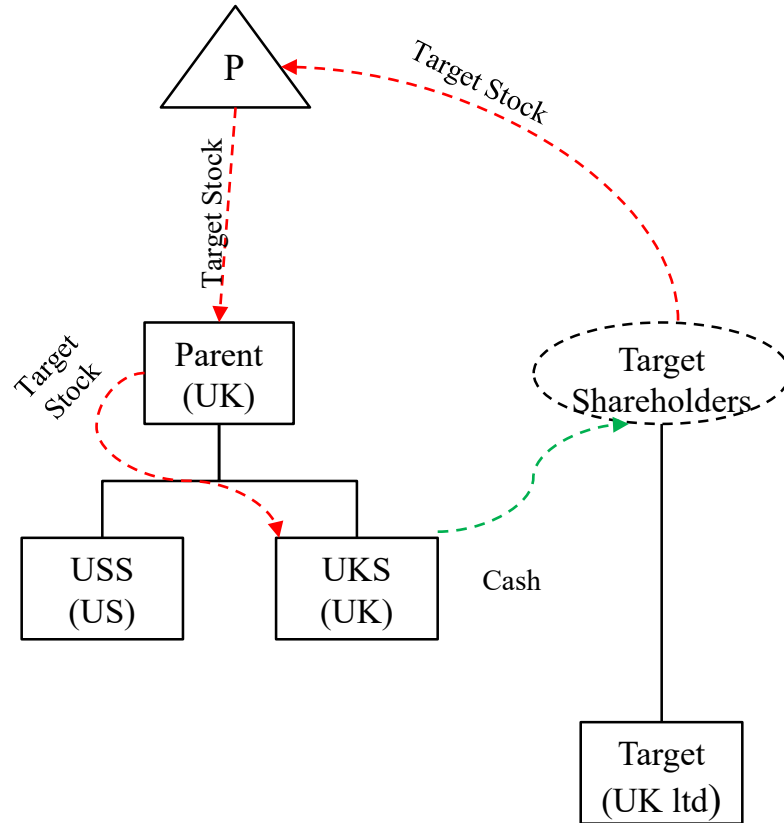 P
Target Stock
Target Stock
Parent
(UK)
Target
Stock
Target
Shareholders
USS
(US)
UKS
(UK)
Cash
Target
(UK ltd)